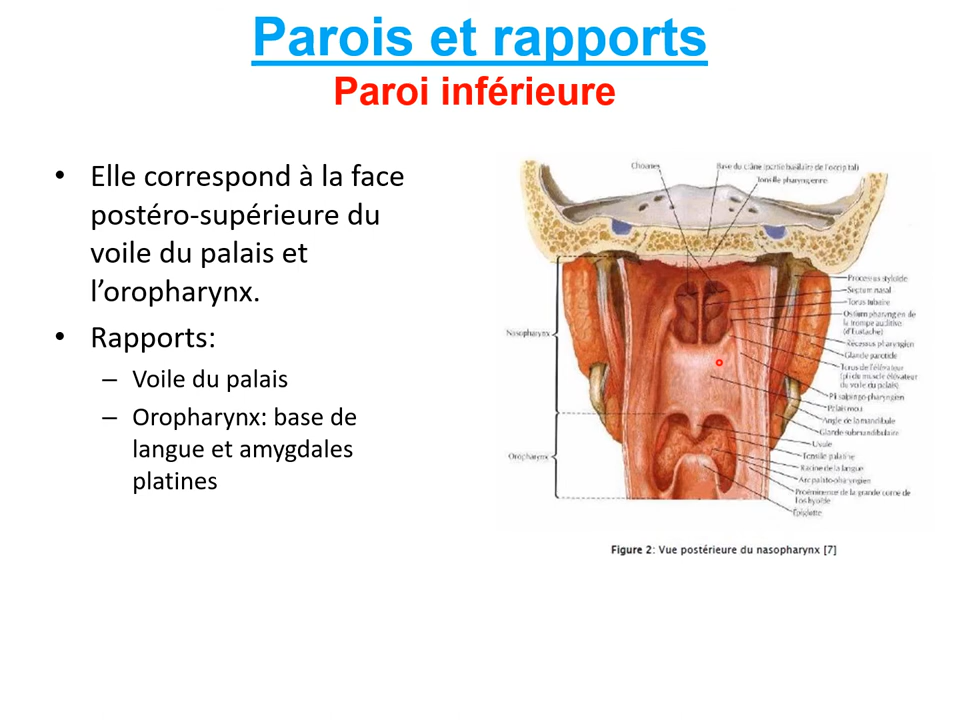 Parois et rapports
Paroi inférieure
• Elle correspond à la face
postéro-supérieure du
voile du palais et
l’oropharynx.
• Rapports:
– Voile du palais
– Oropharynx: base de
langue et amygdales
platines
Choanes
Base du crâne (partie basilaire de l'occipital)
Tonsille pharyngienne
Processus styloïde
Septum nasal
Torus tubaire
Ostium pharyngien de
la trompe auditive
(d'Eustache)
Récessus pharyngien
Glande parotide
Torus de l'élévateur
(pli du muscle élévateur
du voile du palais)
Pli salpingo-pharyngien
Palais mou
Angle de la mandibule
Glande submandibulaire
Uvule
Tonsille palatine
Racine de la langue
Arc palato-pharyngien
Proéminence de la grande corne de
l'os hyoïde
Épiglotte
Nasopharynx
Oropharynx
Figure 2: Vue postérieure du nasopharynx [7]